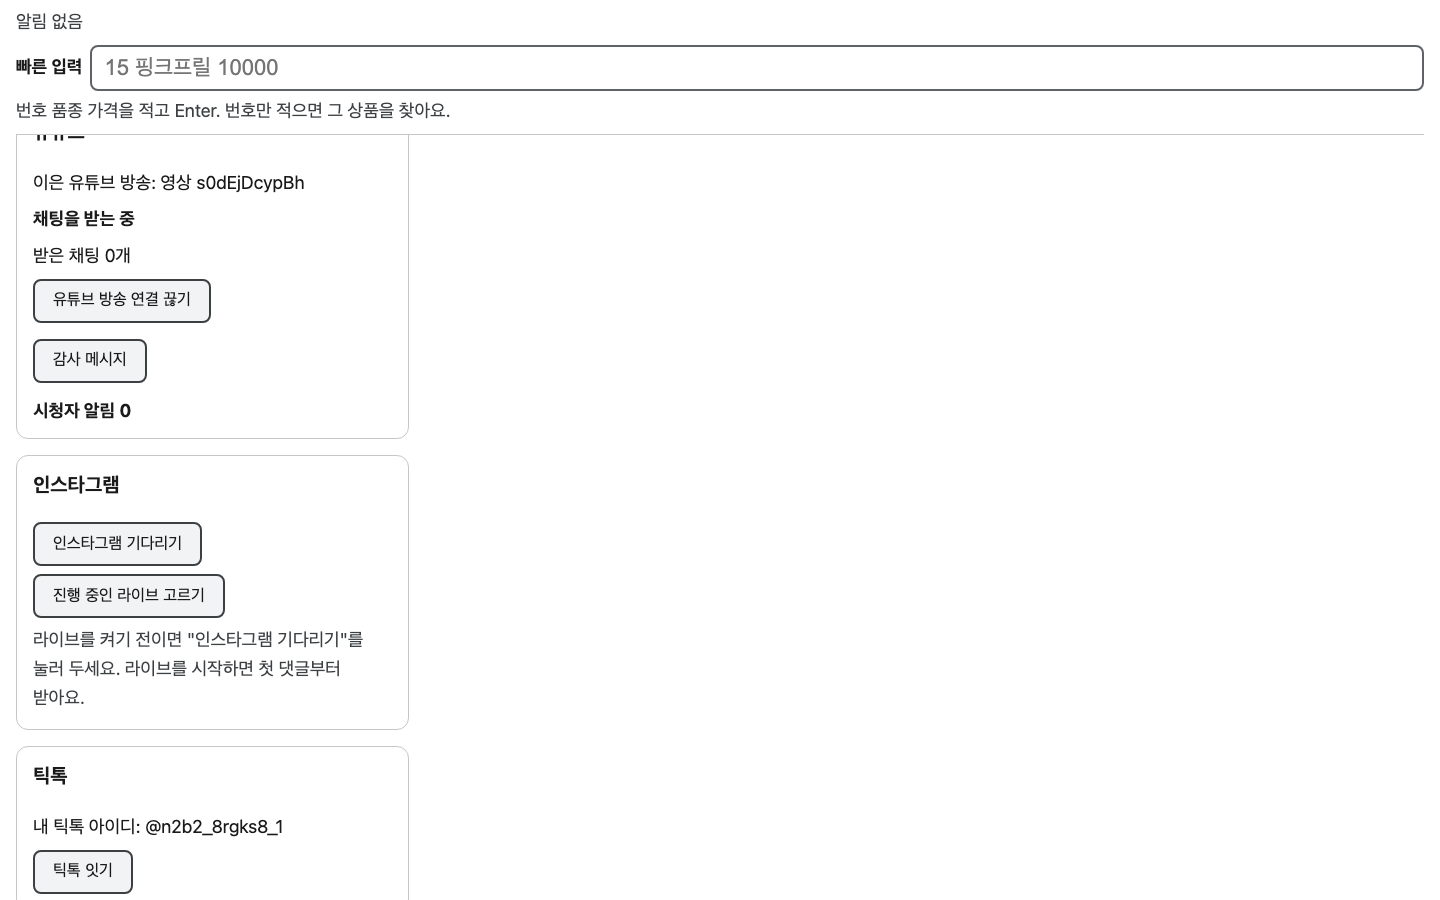 알림 없음
빠른 입력
15 핑크프릴 10000
번호 품종 가격을 적고 Enter. 번호만 적으면 그 상품을 찾아요.
이은 유튜브 방송: 영상 s0dEjDcypBh
채팅을 받는 중
받은 채팅 0개
유튜브 방송 연결 끊기
감사 메시지
시청자 알림 0
인스타그램
인스타그램 기다리기
진행 중인 라이브 고르기
라이브를 켜기 전이면 "인스타그램 기다리기"를
눌러 두세요. 라이브를 시작하면 첫 댓글부터
받아요.
틱톡
내 틱톡 아이디: @n2b2_8rgks8_1
틱톡 잇기